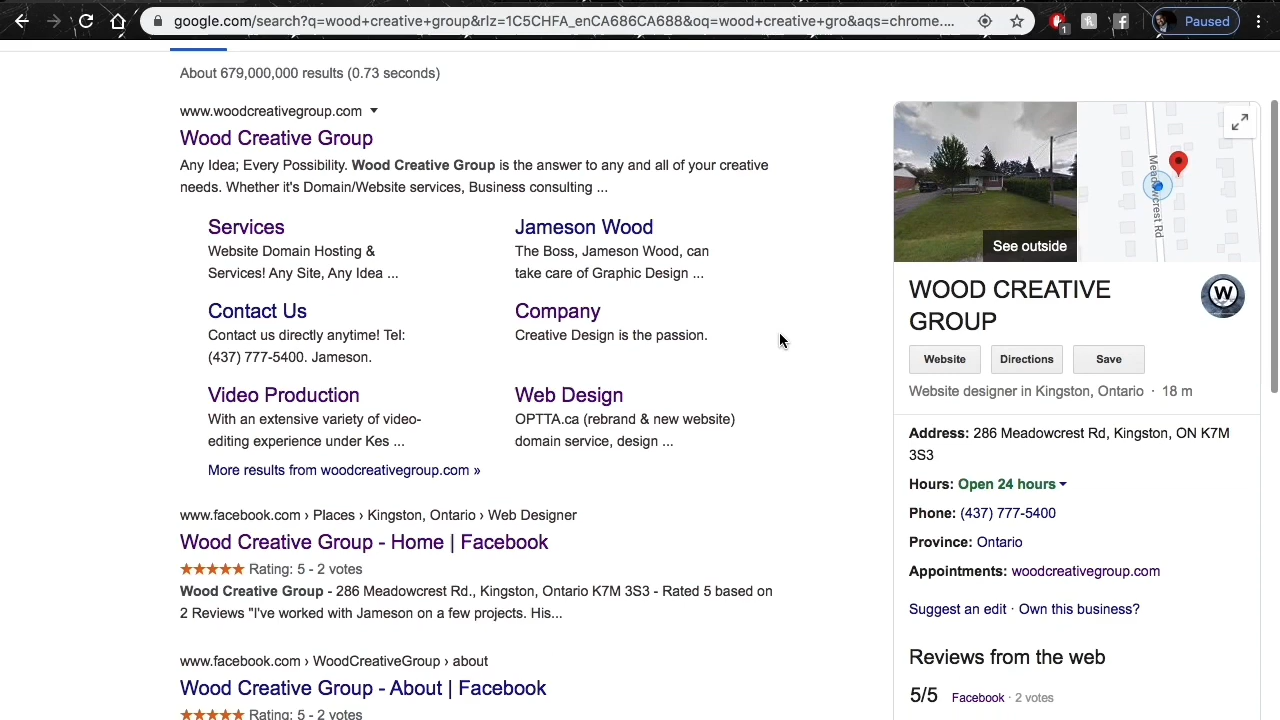 google.com/search?q=wood+creative+group&rlz=1C5CHFA_enCA686CA688&oq=wood+creative+gro&aqs=chrome....
1
Paused
About 679,000,000 results (0.73 seconds)
www.woodcreativegroup.com
Wood Creative Group
Any Idea; Every Possibility. Wood Creative Group is the answer to any and all of your creative
needs. Whether it's Domain/Website services, Business consulting ...
Services
Website Domain Hosting &
Services! Any Site, Any Idea ...
Jameson Wood
The Boss, Jameson Wood, can
take care of Graphic Design ...
Contact Us
Contact us directly anytime! Tel:
(437) 777-5400. Jameson.
Company
Creative Design is the passion.
Video Production
With an extensive variety of video-
editing experience under Kes ...
Web Design
OPTTA.ca (rebrand & new website)
domain service, design ...
More results from woodcreativegroup.com »
www.facebook.com › Places › Kingston, Ontario › Web Designer
Wood Creative Group - Home | Facebook
★★★★★ Rating: 5 - 2 votes
Wood Creative Group - 286 Meadowcrest Rd., Kingston, Ontario K7M 3S3 - Rated 5 based on
2 Reviews "I've worked with Jameson on a few projects. His...
www.facebook.com › WoodCreativeGroup › about
Wood Creative Group - About | Facebook
★★★★★ Rating: 5 - 2 votes
See outside
Meadowcrest Rd
WOOD CREATIVE
GROUP
W
Website
Directions
Save
Website designer in Kingston, Ontario · 18 m
Address: 286 Meadowcrest Rd, Kingston, ON K7M
3S3
Hours: Open 24 hours
Phone: (437) 777-5400
Province: Ontario
Appointments: woodcreativegroup.com
Suggest an edit · Own this business?
Reviews from the web
5/5 Facebook · 2 votes